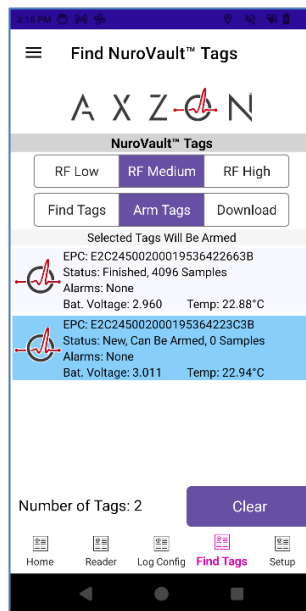 3:18 PM
Find NuroVault™ Tags
AXZON
NuroVault™ Tags
RF Low RF Medium RF High
Find Tags Arm Tags Download
Selected Tags Will Be Armed
EPC: E2C24500200019536422663B
Status: Finished, 4096 Samples
Alarms: None
Bat. Voltage: 2.960 Temp: 22.88°C
EPC: E2C245002000195364223C3B
Status: New, Can Be Armed, 0 Samples
Alarms: None
Bat. Voltage: 3.011 Temp: 22.94°C
Number of Tags: 2 Clear
Home Reader Log Config Find Tags Setup